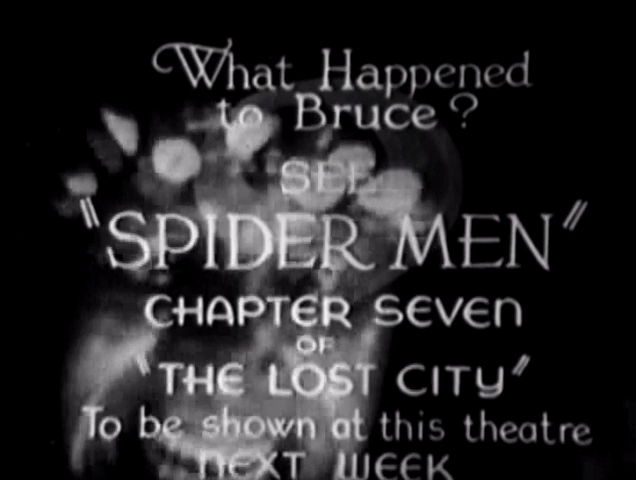 What Happened
to Bruce?
SEE
"SPIDER MEN"
CHAPTER SEVEN
OF
"THE LOST CITY"
To be shown at this theatre
NEXT WEEK